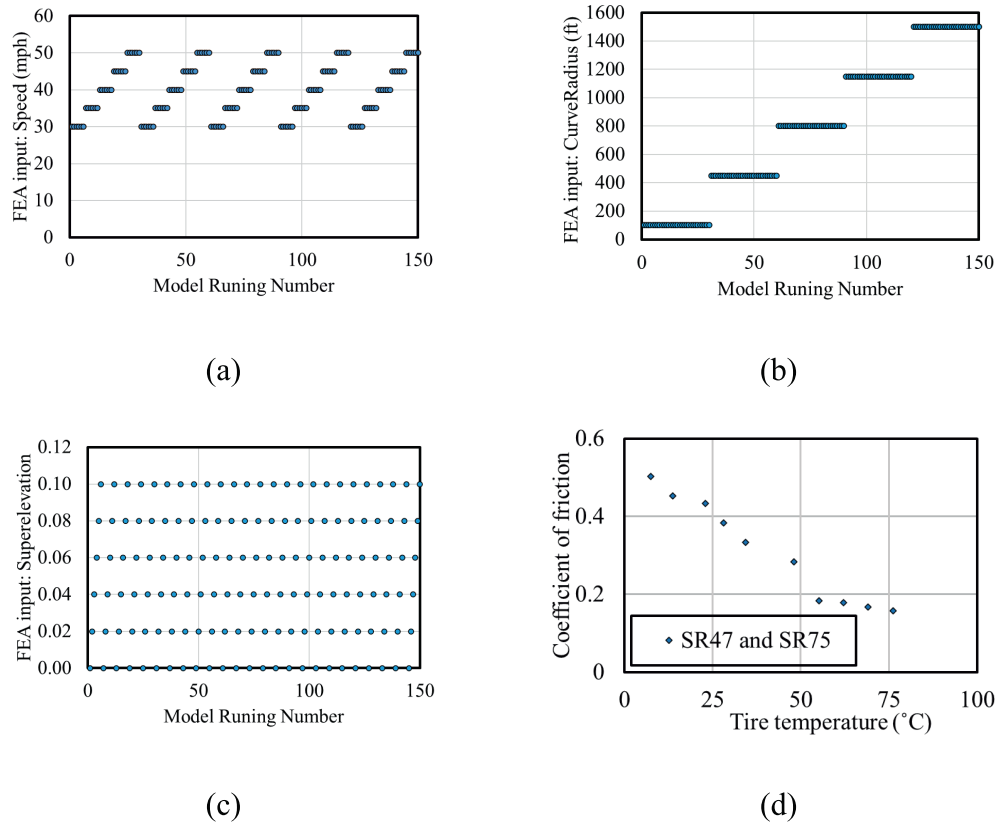 60
50
40
30
20
10
0
FEA input: Speed (mph)
0 50 100 150
Model Runing Number
(a)
1600
1400
1200
1000
800
600
400
200
0
FEA input: CurveRadius (ft)
0 50 100 150
Model Runing Number
(b)
0.12
0.10
0.08
0.06
0.04
0.02
0.00
FEA input: Superelevation
0 50 100 150
Model Runing Number
(c)
0.6
0.4
0.2
0
Coefficient of friction
SR47 and SR75
0 25 50 75 100
Tire temperature (˚C)
(d)